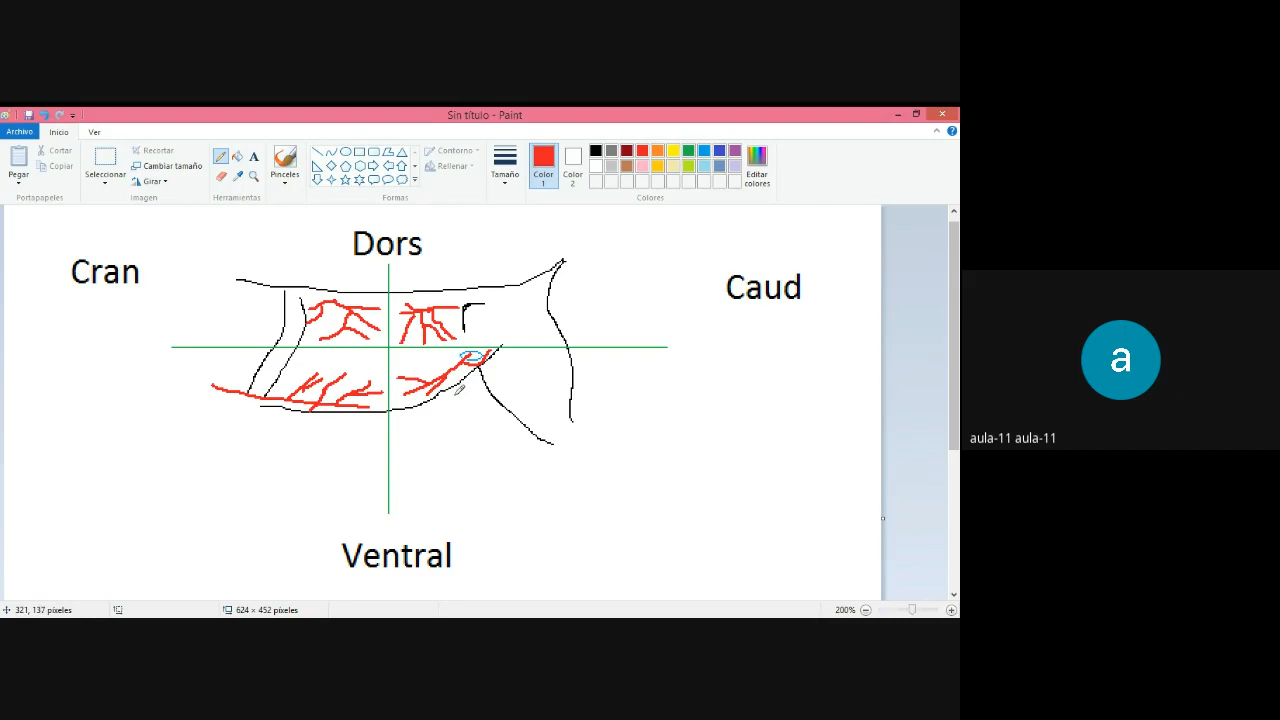 Sin título - Paint
Archivo Inicio Ver
Pegar
Cortar
Copiar
Portapapeles
Seleccionar
Recortar
Cambiar tamaño
Girar
Imagen
Herramientas
Pinceles
Contorno
Rellenar
Formas
Tamaño
Color
1
Color
2
Editar
colores
Colores
Dors
Cran
Caud
Ventral
aula-11 aula-11
a
321, 137 píxeles
624 × 452 píxeles
200%